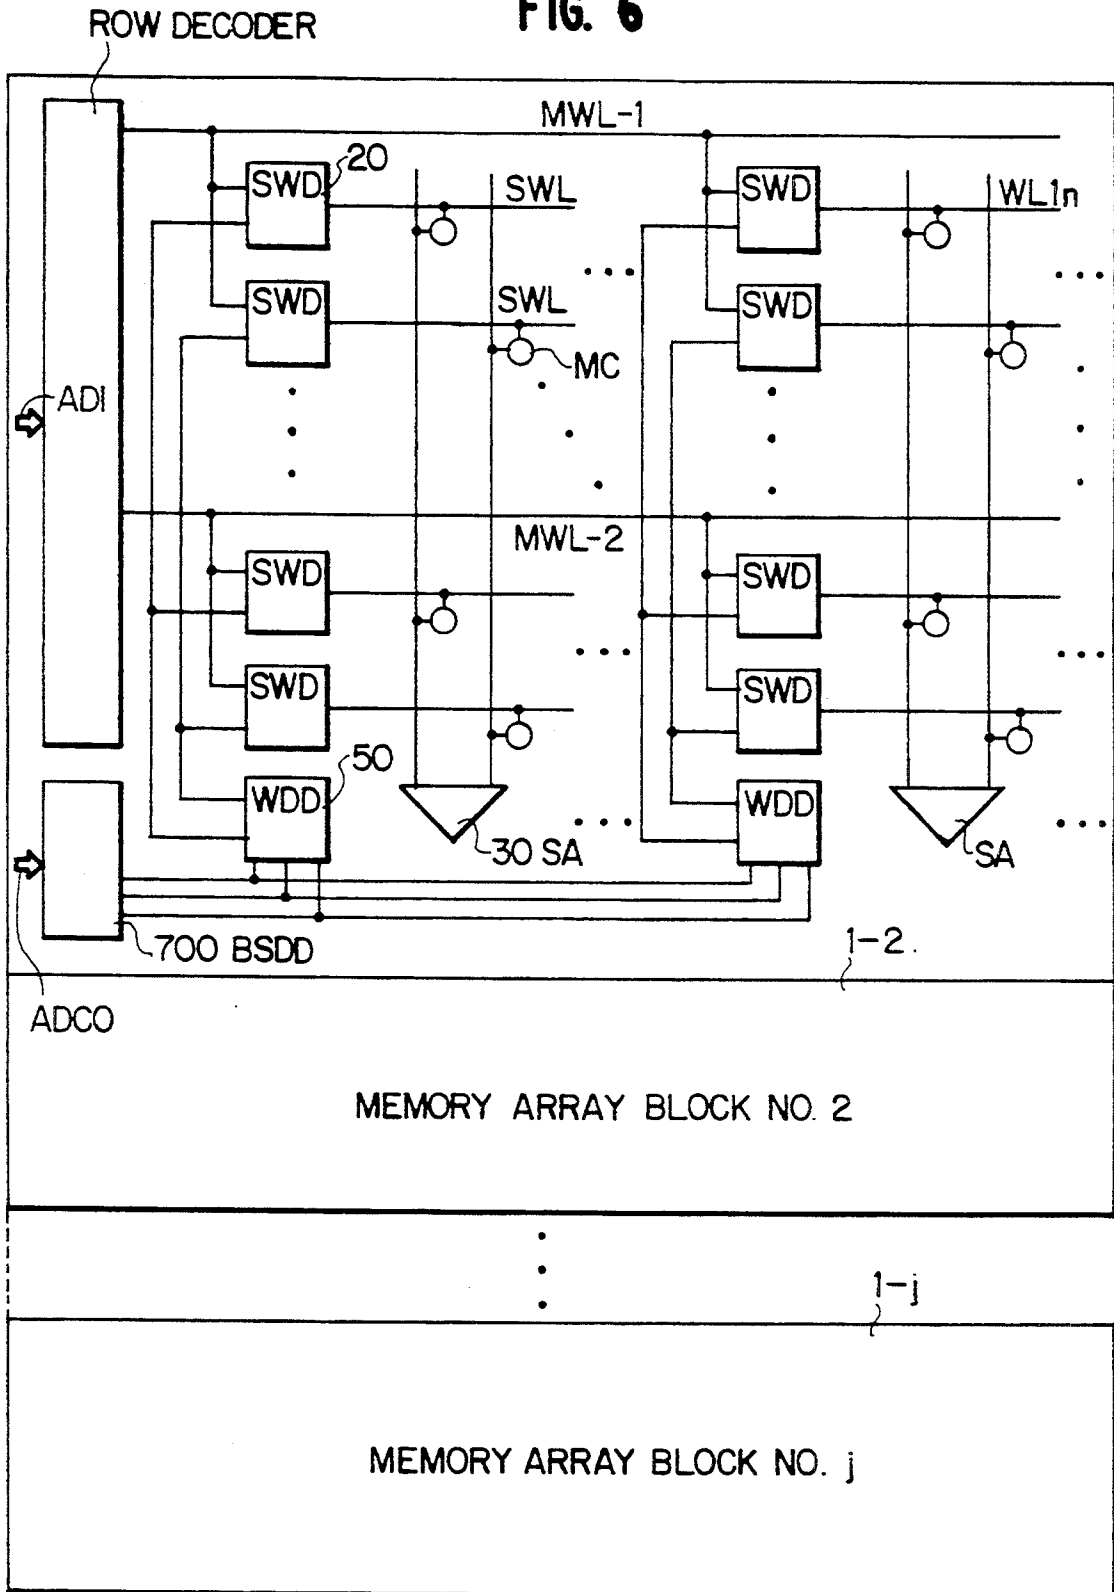 FIG. 6
ROW DECODER
MWL-1
SWD
20
SWL
SWD
WL1n
SWD
SWL
MC
SWD
ADI
MWL-2
SWD
SWD
SWD
SWD
WDD
50
30 SA
WDD
SA
700 BSDD
ADCO
1-2
MEMORY ARRAY BLOCK NO. 2
1-j
MEMORY ARRAY BLOCK NO. j